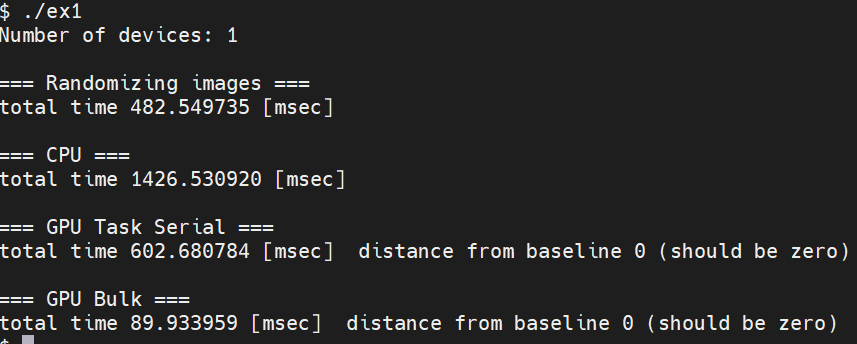 $ ./ex1
Number of devices: 1
=== Randomizing images ===
total time 482.549735 [msec]
=== CPU ===
total time 1426.530920 [msec]
=== GPU Task Serial ===
total time 602.680784 [msec]  distance from baseline 0 (should be zero)
=== GPU Bulk ===
total time 89.933959 [msec]  distance from baseline 0 (should be zero)
$